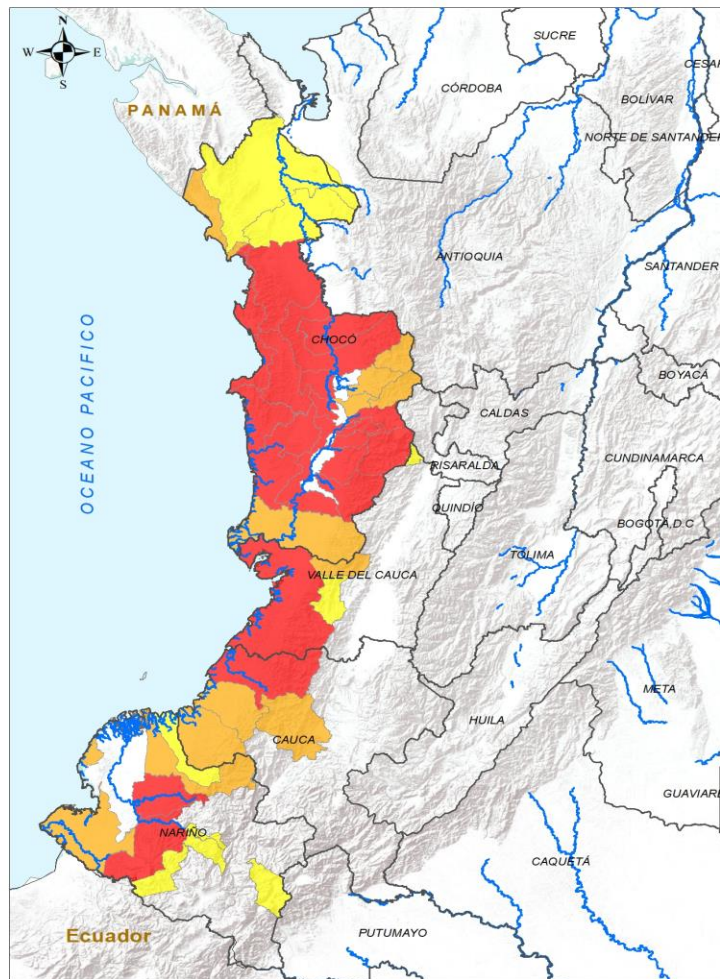 SUCRE
N
W E
S
CESAR
CÓRDOBA
BOLÍVAR
PANAMÁ
NORTE DE SANTANDER
ANTIOQUIA
SANTANDER
OCEANO PACIFICO
CHOCÓ
BOYACÁ
CALDAS
CUNDINAMARCA
RISARALDA
QUINDÍO
BOGOTÁ D.C
TOLIMA
VALLE DEL CAUCA
META
HUILA
CAUCA
GUAVIARE
NARIÑO
CAQUETÁ
Ecuador
PUTUMAYO